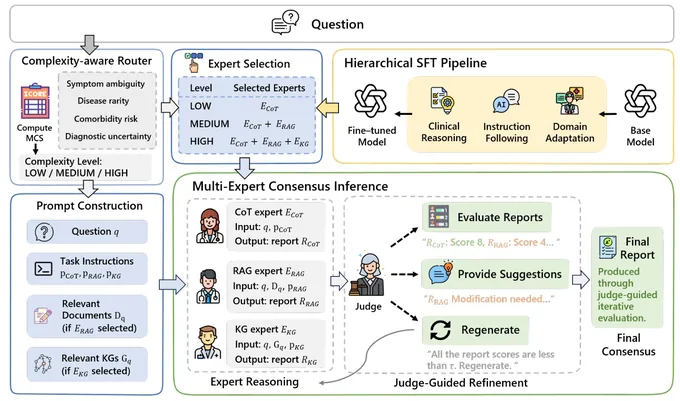 Question
Complexity-aware Router
SCORE
Compute
MCS
Symptom ambiguity
Disease rarity
Comorbidity risk
Diagnostic uncertainty
Complexity Level:
LOW / MEDIUM / HIGH
Expert Selection
Level Selected Experts
LOW E_CoT
MEDIUM E_CoT + E_RAG
HIGH E_CoT + E_RAG + E_KG
Hierarchical SFT Pipeline
Fine-tuned
Model
Clinical
Reasoning
AI
Instruction
Following
Domain
Adaptation
Base
Model
Prompt Construction
Question q
Task Instructions
p_CoT, p_RAG, p_KG
Relevant
Documents D_q
(if E_RAG selected)
Relevant KGs G_q
(if E_KG selected)
Multi-Expert Consensus Inference
CoT expert E_CoT
Input: q, p_CoT
Output: report R_CoT
RAG expert E_RAG
Input: q, D_q, p_RAG
Output: report R_RAG
KG expert E_KG
Input: q, G_q, p_KG
Output: report R_KG
Expert Reasoning
Judge
Evaluate Reports
"R_CoT: Score 8, R_RAG: Score 4..."
Provide Suggestions
"R_RAG Modification needed..."
Regenerate
"All the report scores are less
than τ. Regenerate. "
Judge-Guided Refinement
Final
Report
Produced
through
judge-guided
iterative
evaluation.
Final
Consensus